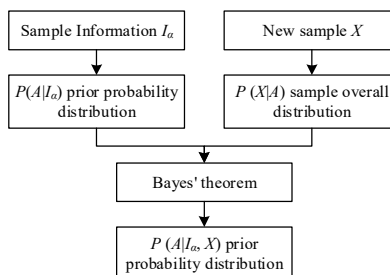 Sample Information Iα
New sample X
P(A|Iα) prior probability
distribution
P (X|A) sample overall
distribution
Bayes' theorem
P (A|Iα, X) prior
probability distribution